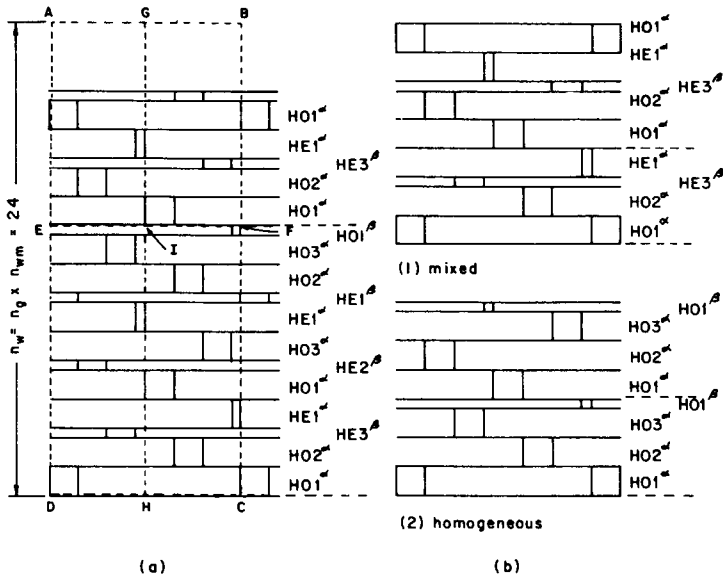 A G B
n_w = n_g x n_wm = 24
HO1^α
HE1^α
HE3^β
HO2^α
HO1^α
E F
I
HO1^β
HO3^α
HO2^α
HE1^β
HE1^α
HO3^α
HE2^β
HO1^α
HE1^α
HE3^β
HO2^α
HO1^α
D H C
(a)
HO1^α
HE1^α
HE3^β
HO2^α
HO1^α
HE1^α
HE3^β
HO2^α
HO1^α
(1) mixed
HO1^β
HO3^α
HO2^α
HO1^α
HO1^β
HO3^α
HO2^α
HO1^α
(2) homogeneous
(b)